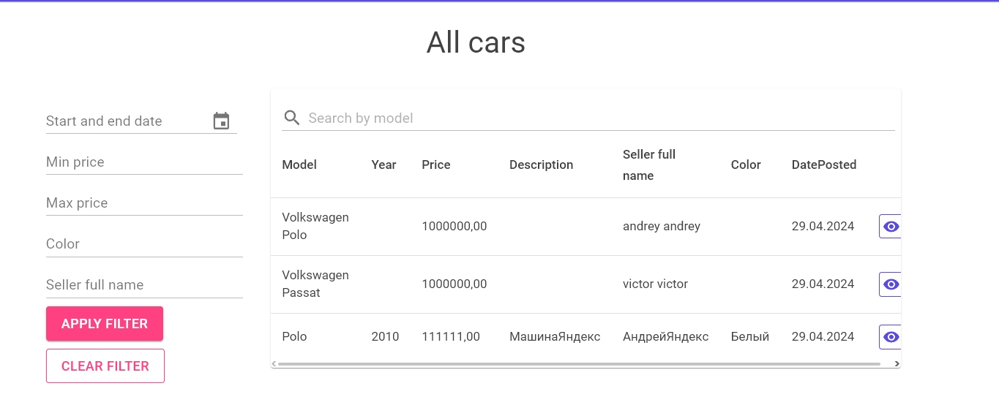 All cars
Start and end date
Min price
Max price
Color
Seller full name
APPLY FILTER
CLEAR FILTER
Search by model
Model Year Price Description Seller full name Color DatePosted
Volkswagen Polo 1000000,00 andrey andrey 29.04.2024
Volkswagen Passat 1000000,00 victor victor 29.04.2024
Polo 2010 111111,00 МашинаЯндекс АндрейЯндекс Белый 29.04.2024